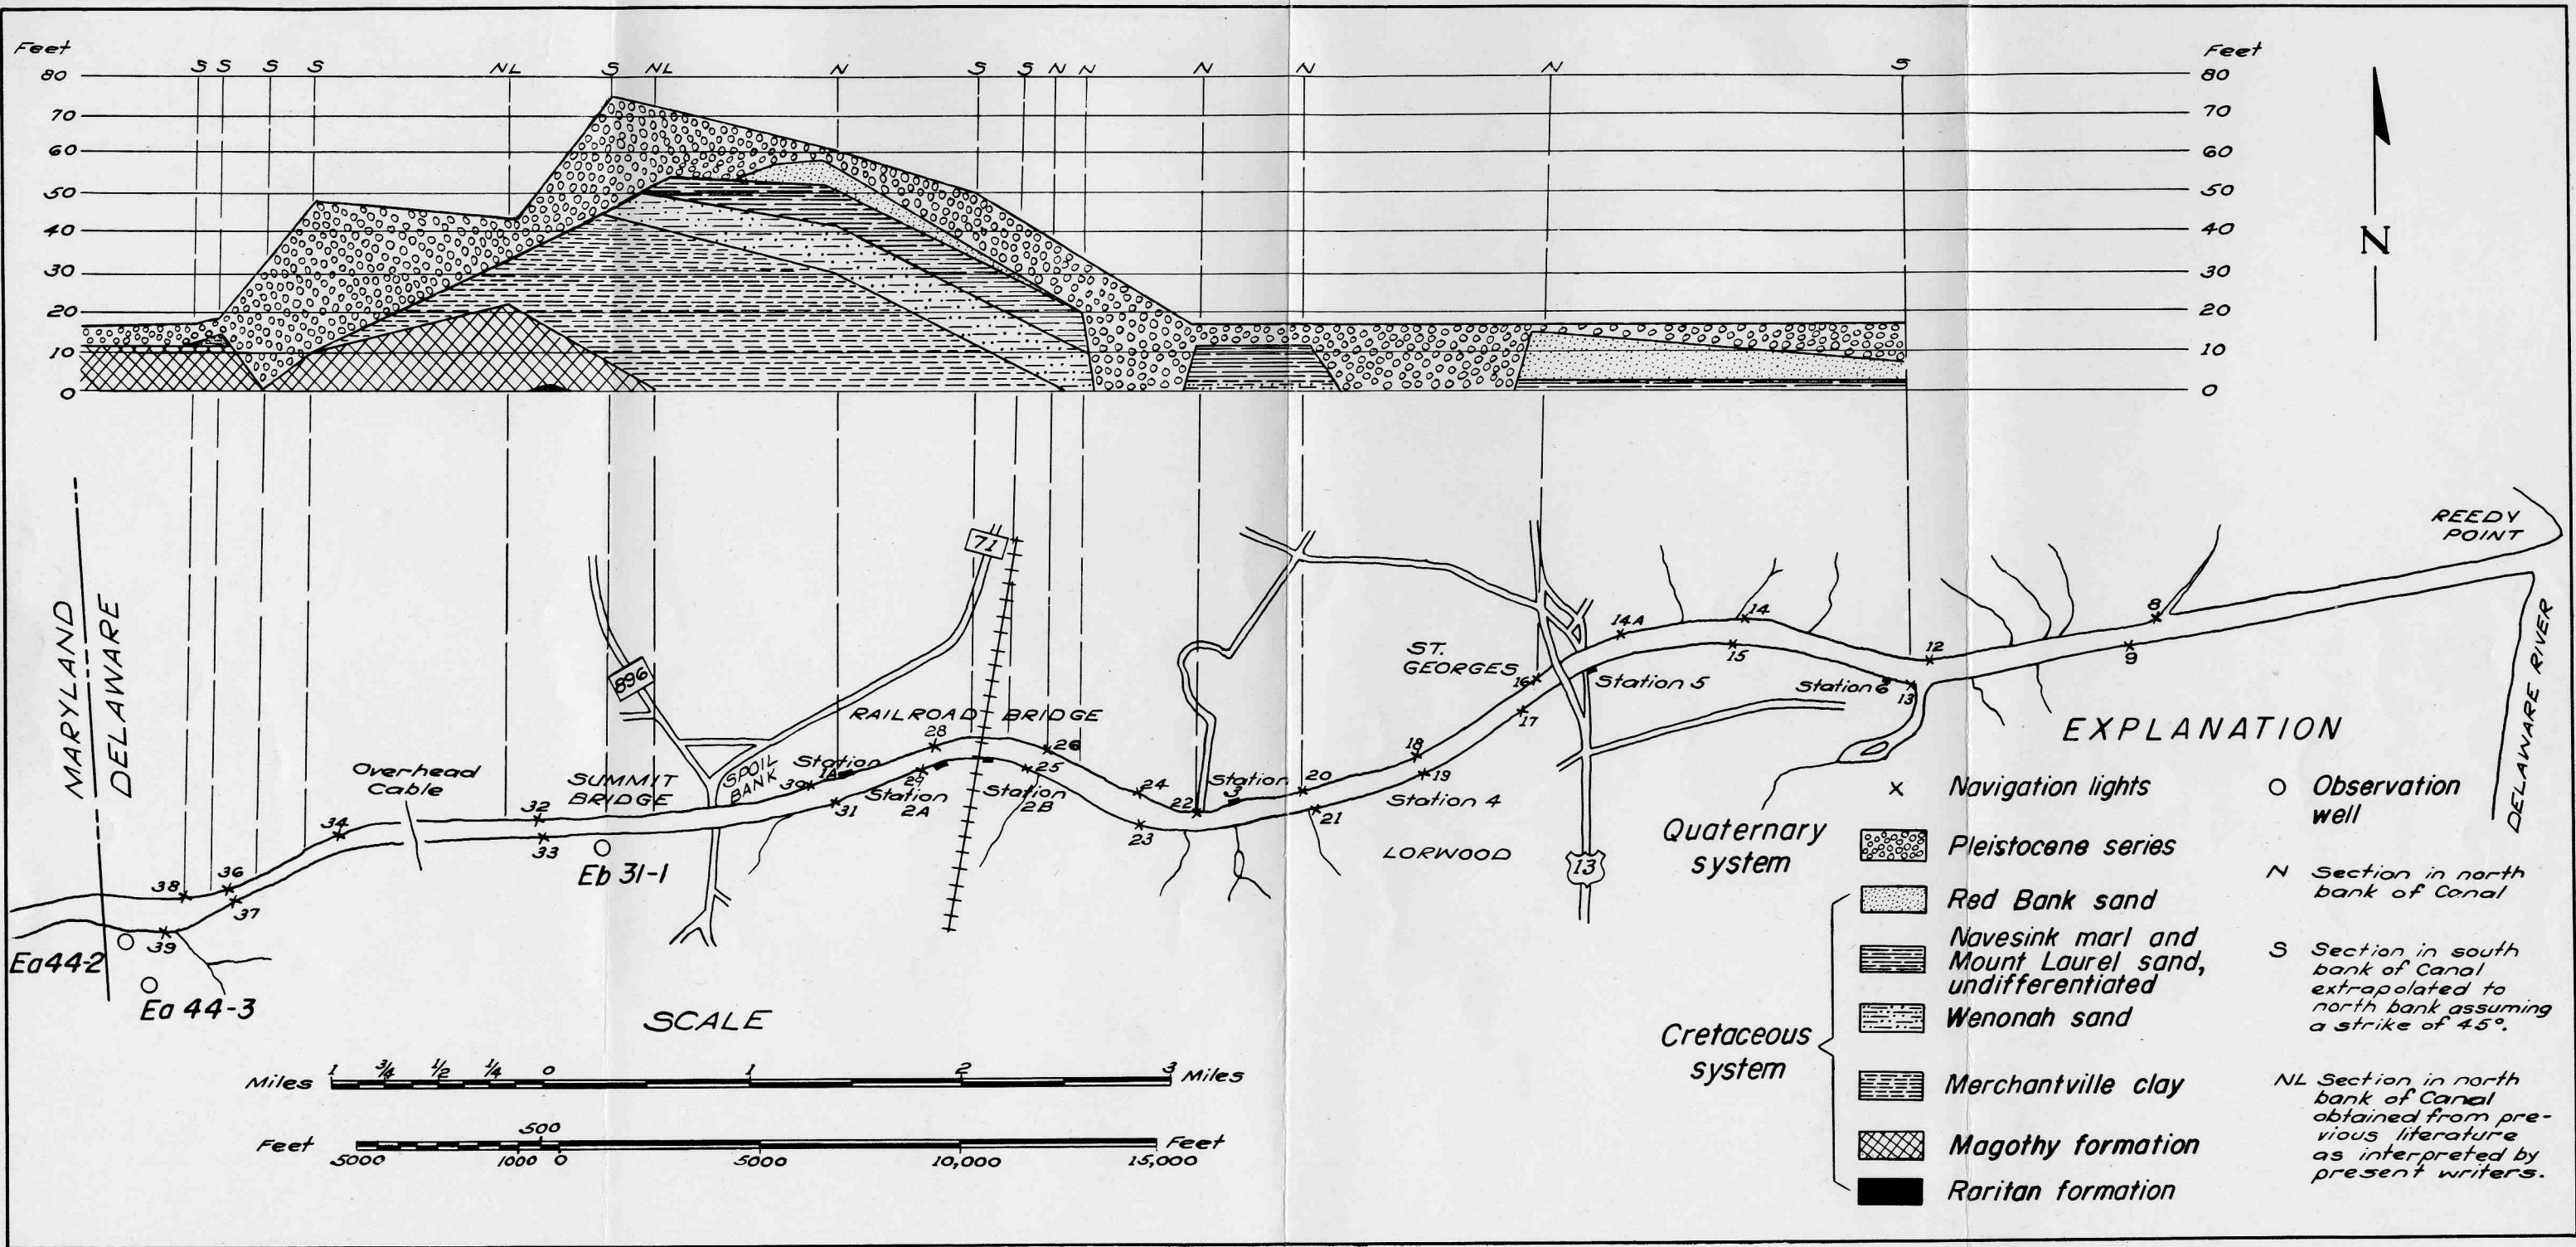 Feet
Feet
S S S S NL S NL N S S N N N N N S
80
80
70
70
60
60
50
50
40
40
30
30
20
20
10
10
0
0
N
MARYLAND
DELAWARE
REEDY
POINT
DELAWARE RIVER
71
896
13
RAILROAD BRIDGE
ST.
GEORGES
Overhead
Cable
SUMMIT
BRIDGE
SPOIL
BANK
Station
1A
Station
2A
Station
2B
Station
3
Station 4
Station 5
Station 6
LORWOOD
38
36
37
39
34
32
33
30
31
28
29
26
25
24
23
22
20
21
18
19
16
17
14A
14
15
12
13
8
9
Ea44-2
Ea 44-3
Eb 31-1
SCALE
Miles 1 3/4 1/2 1/4 0 1 2 3 Miles
500
Feet Feet
5000 1000 0 5000 10,000 15,000
EXPLANATION
Navigation lights
Observation
well
Quaternary
system
Pleistocene series
Cretaceous
system
Red Bank sand
Navesink marl and
Mount Laurel sand,
undifferentiated
Wenonah sand
Merchantville clay
Magothy formation
Raritan formation
N Section in north
bank of Canal
S Section in south
bank of Canal
extrapolated to
north bank assuming
a strike of 45°.
NL Section in north
bank of Canal
obtained from pre-
vious literature
as interpreted by
present writers.